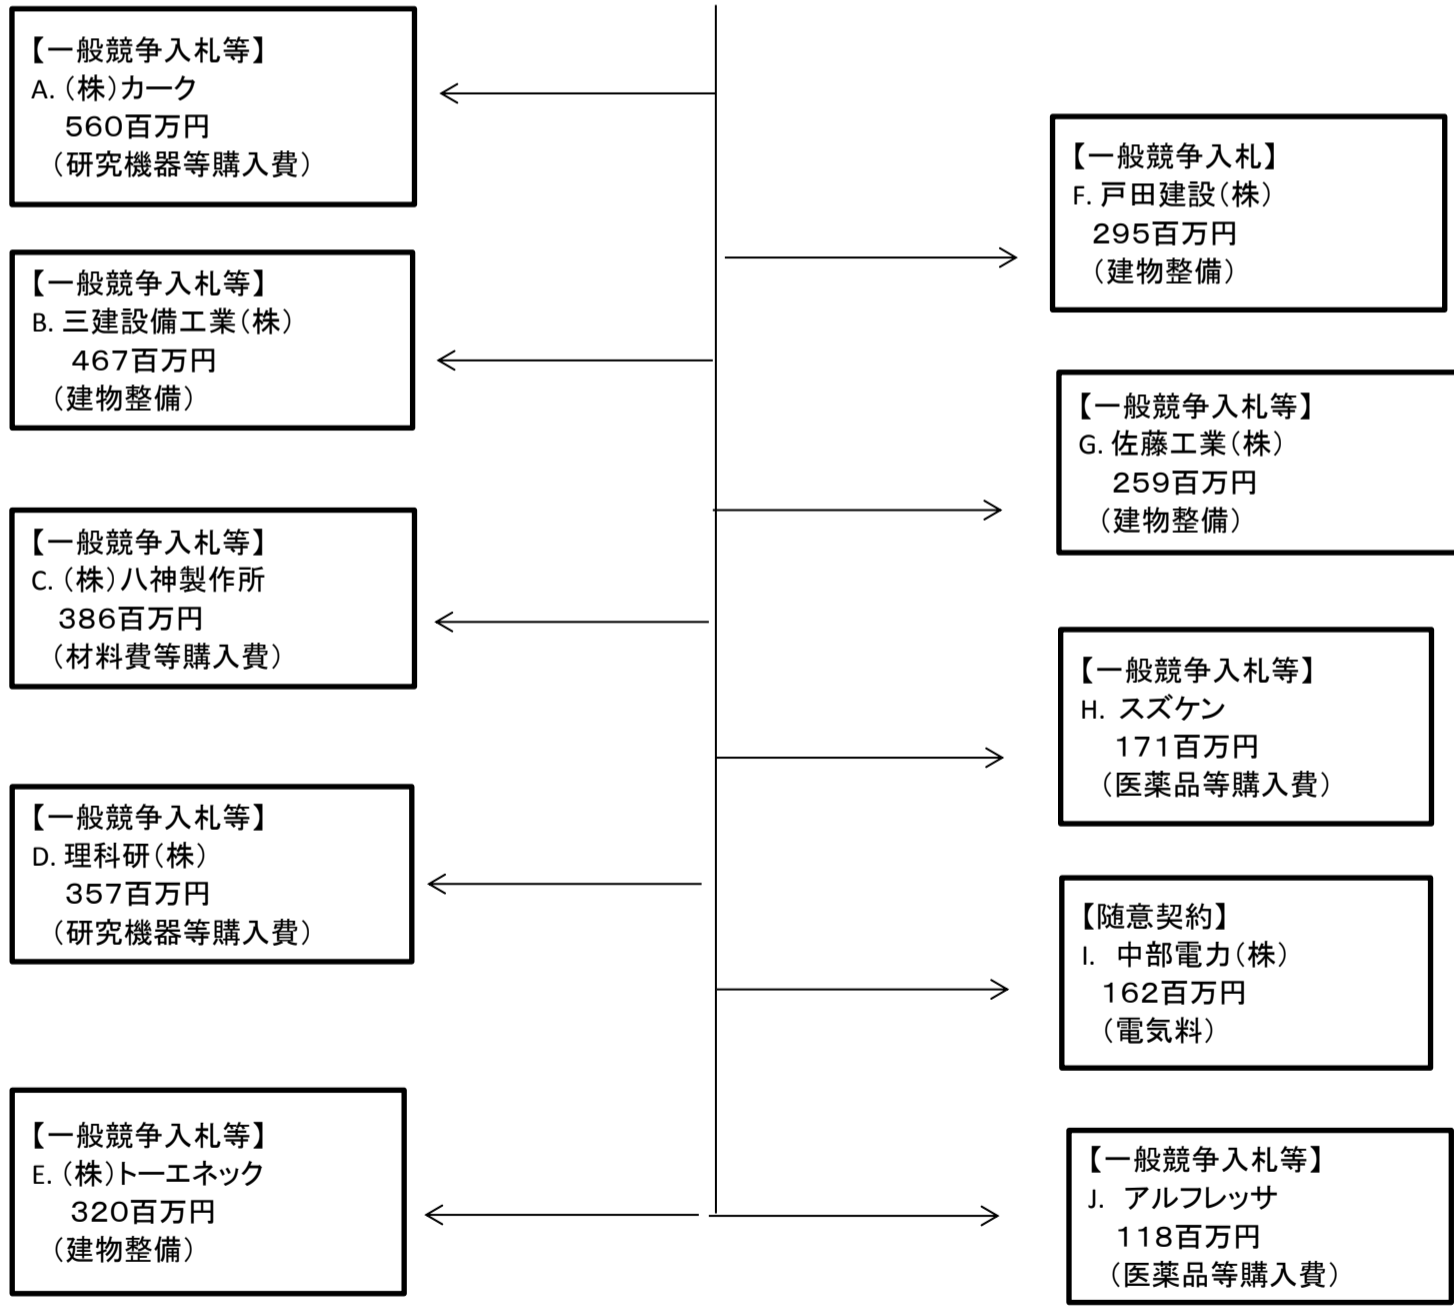 【一般競争入札等】
A.（株）カーク
560百万円
（研究機器等購入費）
【一般競争入札等】
B. 三建設備工業（株）
467百万円
（建物整備）
【一般競争入札等】
C.（株）八神製作所
386百万円
（材料費等購入費）
【一般競争入札等】
D. 理科研（株）
357百万円
（研究機器等購入費）
【一般競争入札等】
E.（株）トーエネック
320百万円
（建物整備）
【一般競争入札】
F. 戸田建設（株）
295百万円
（建物整備）
【一般競争入札等】
G. 佐藤工業（株）
259百万円
（建物整備）
【一般競争入札等】
H. スズケン
171百万円
（医薬品等購入費）
【随意契約】
I. 中部電力（株）
162百万円
（電気料）
【一般競争入札等】
J. アルフレッサ
118百万円
（医薬品等購入費）